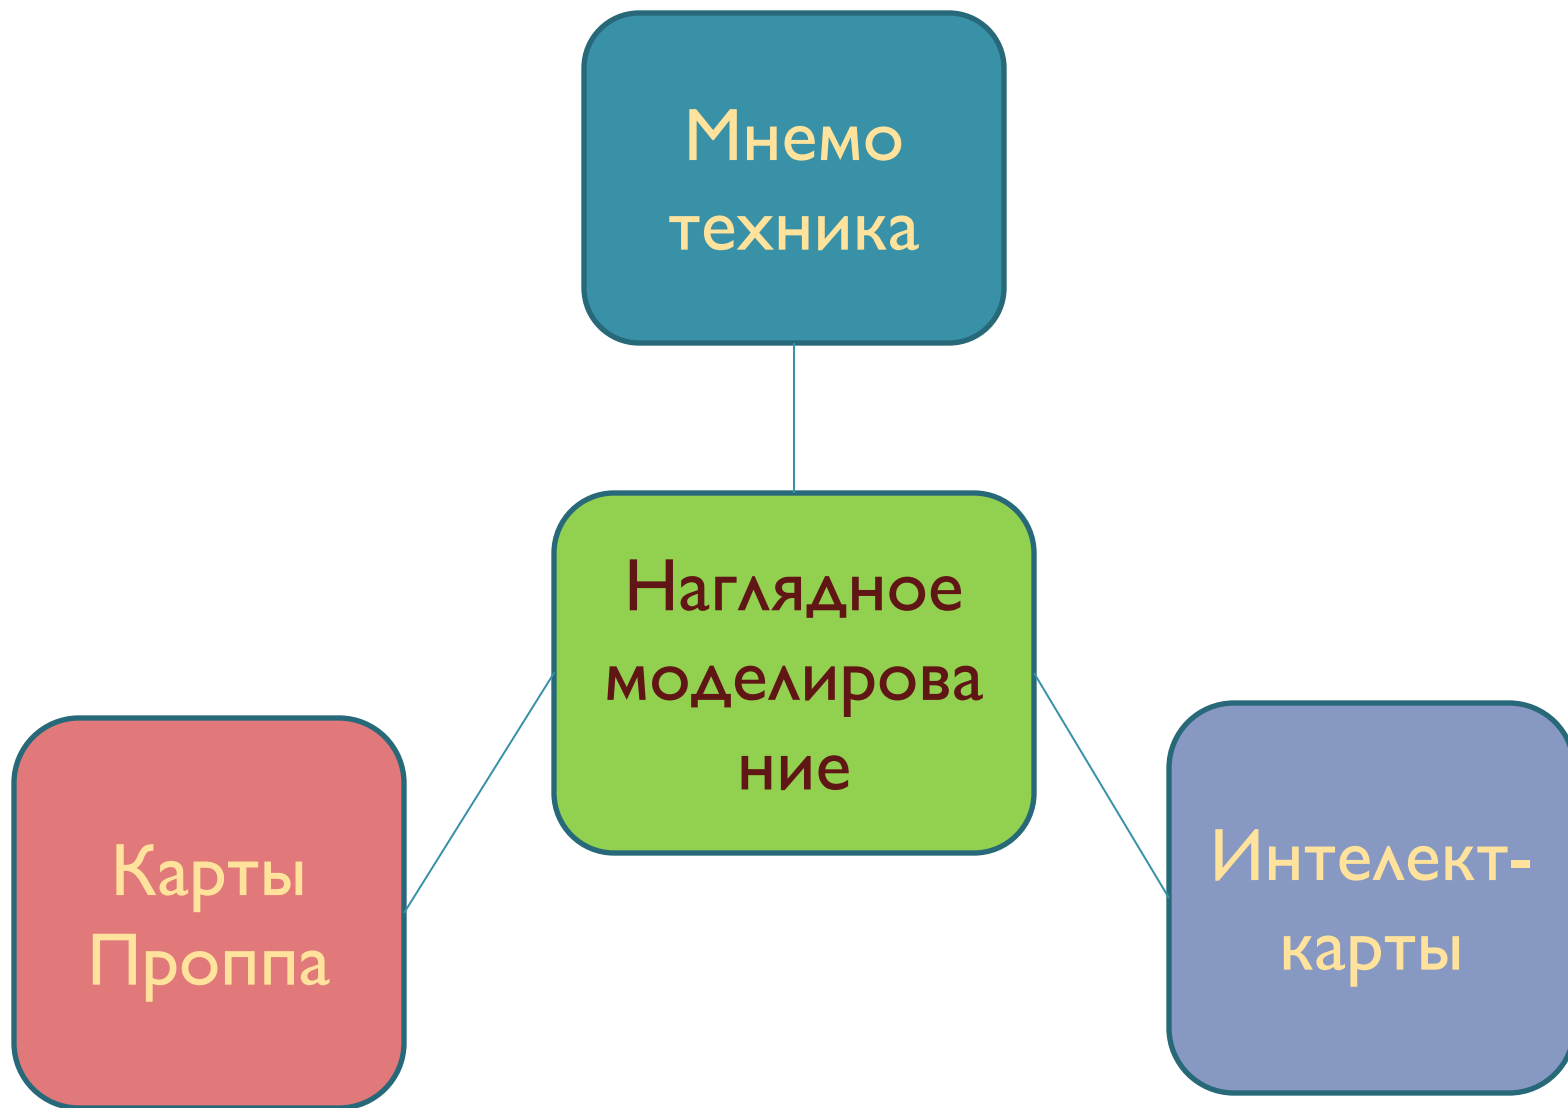 Мнемо
техника
Наглядное
моделирова
ние
Карты
Проппа
Интелект-
карты